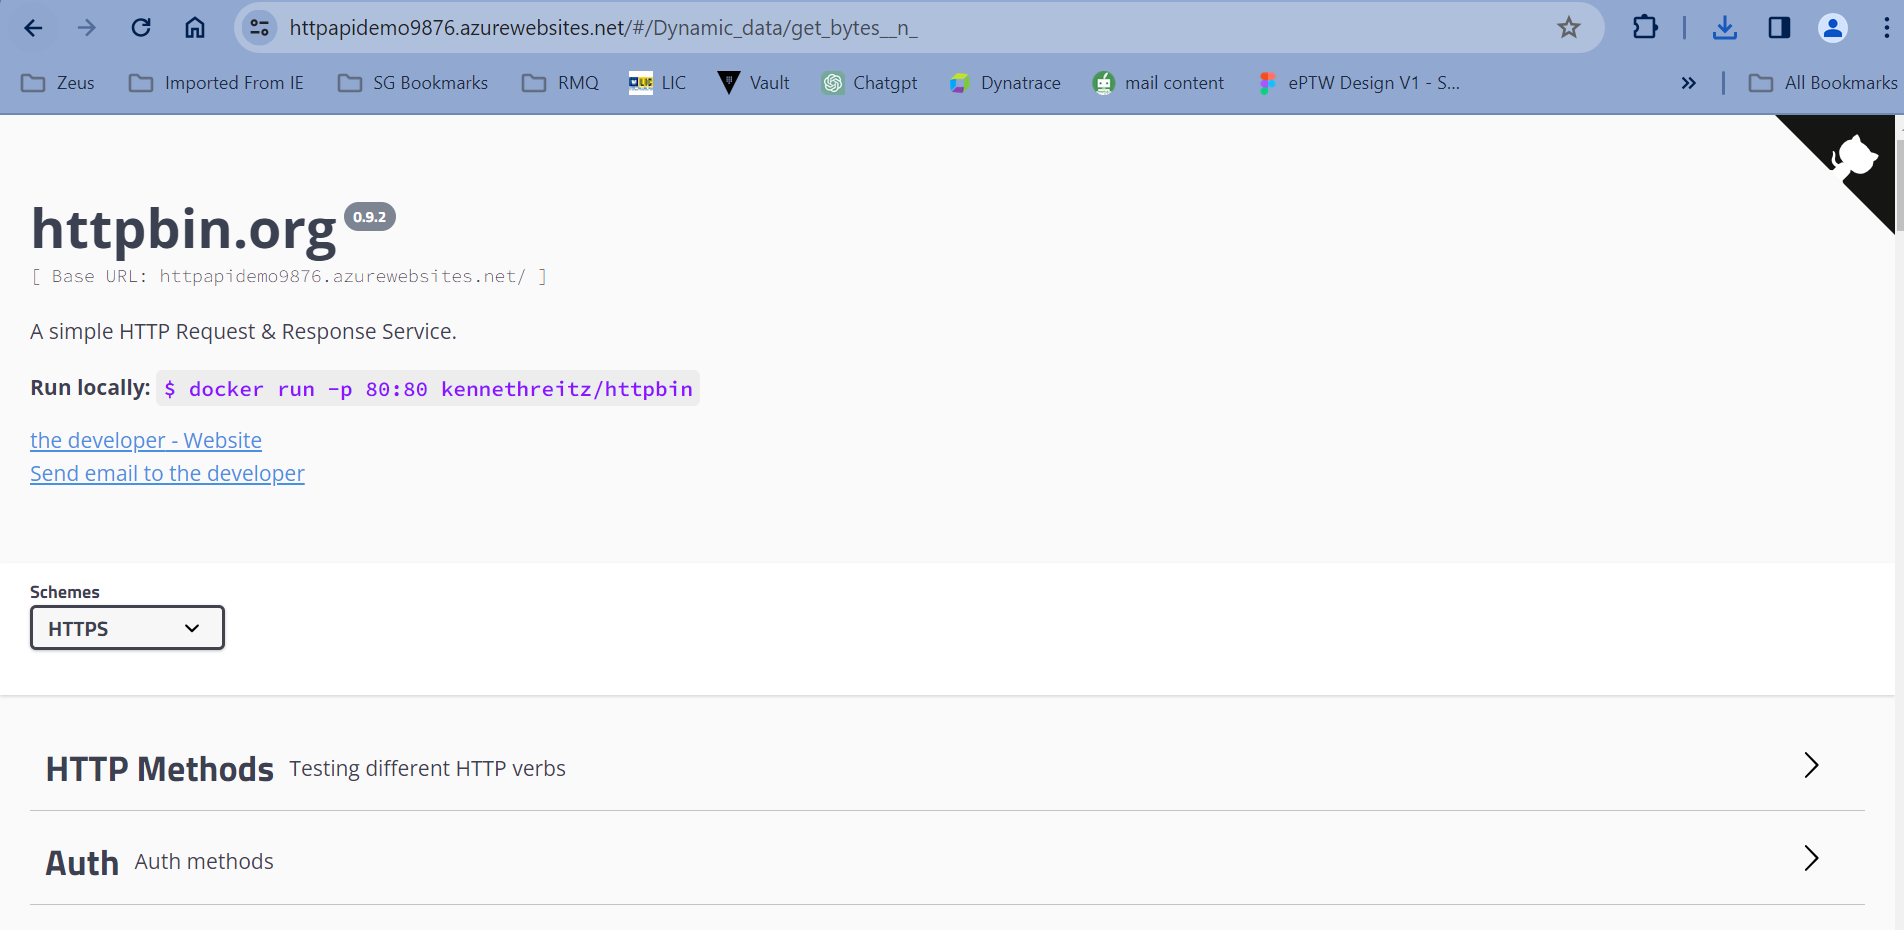 httpapidemo9876.azurewebsites.net/#/Dynamic_data/get_bytes__n_
Zeus Imported From IE SG Bookmarks RMQ LIC Vault Chatgpt Dynatrace mail content ePTW Design V1 - S... » All Bookmarks
httpbin.org 0.9.2
[ Base URL: httpapidemo9876.azurewebsites.net/ ]
A simple HTTP Request & Response Service.
Run locally: $ docker run -p 80:80 kennethreitz/httpbin
the developer - Website
Send email to the developer
Schemes
HTTPS
HTTP Methods Testing different HTTP verbs
Auth Auth methods